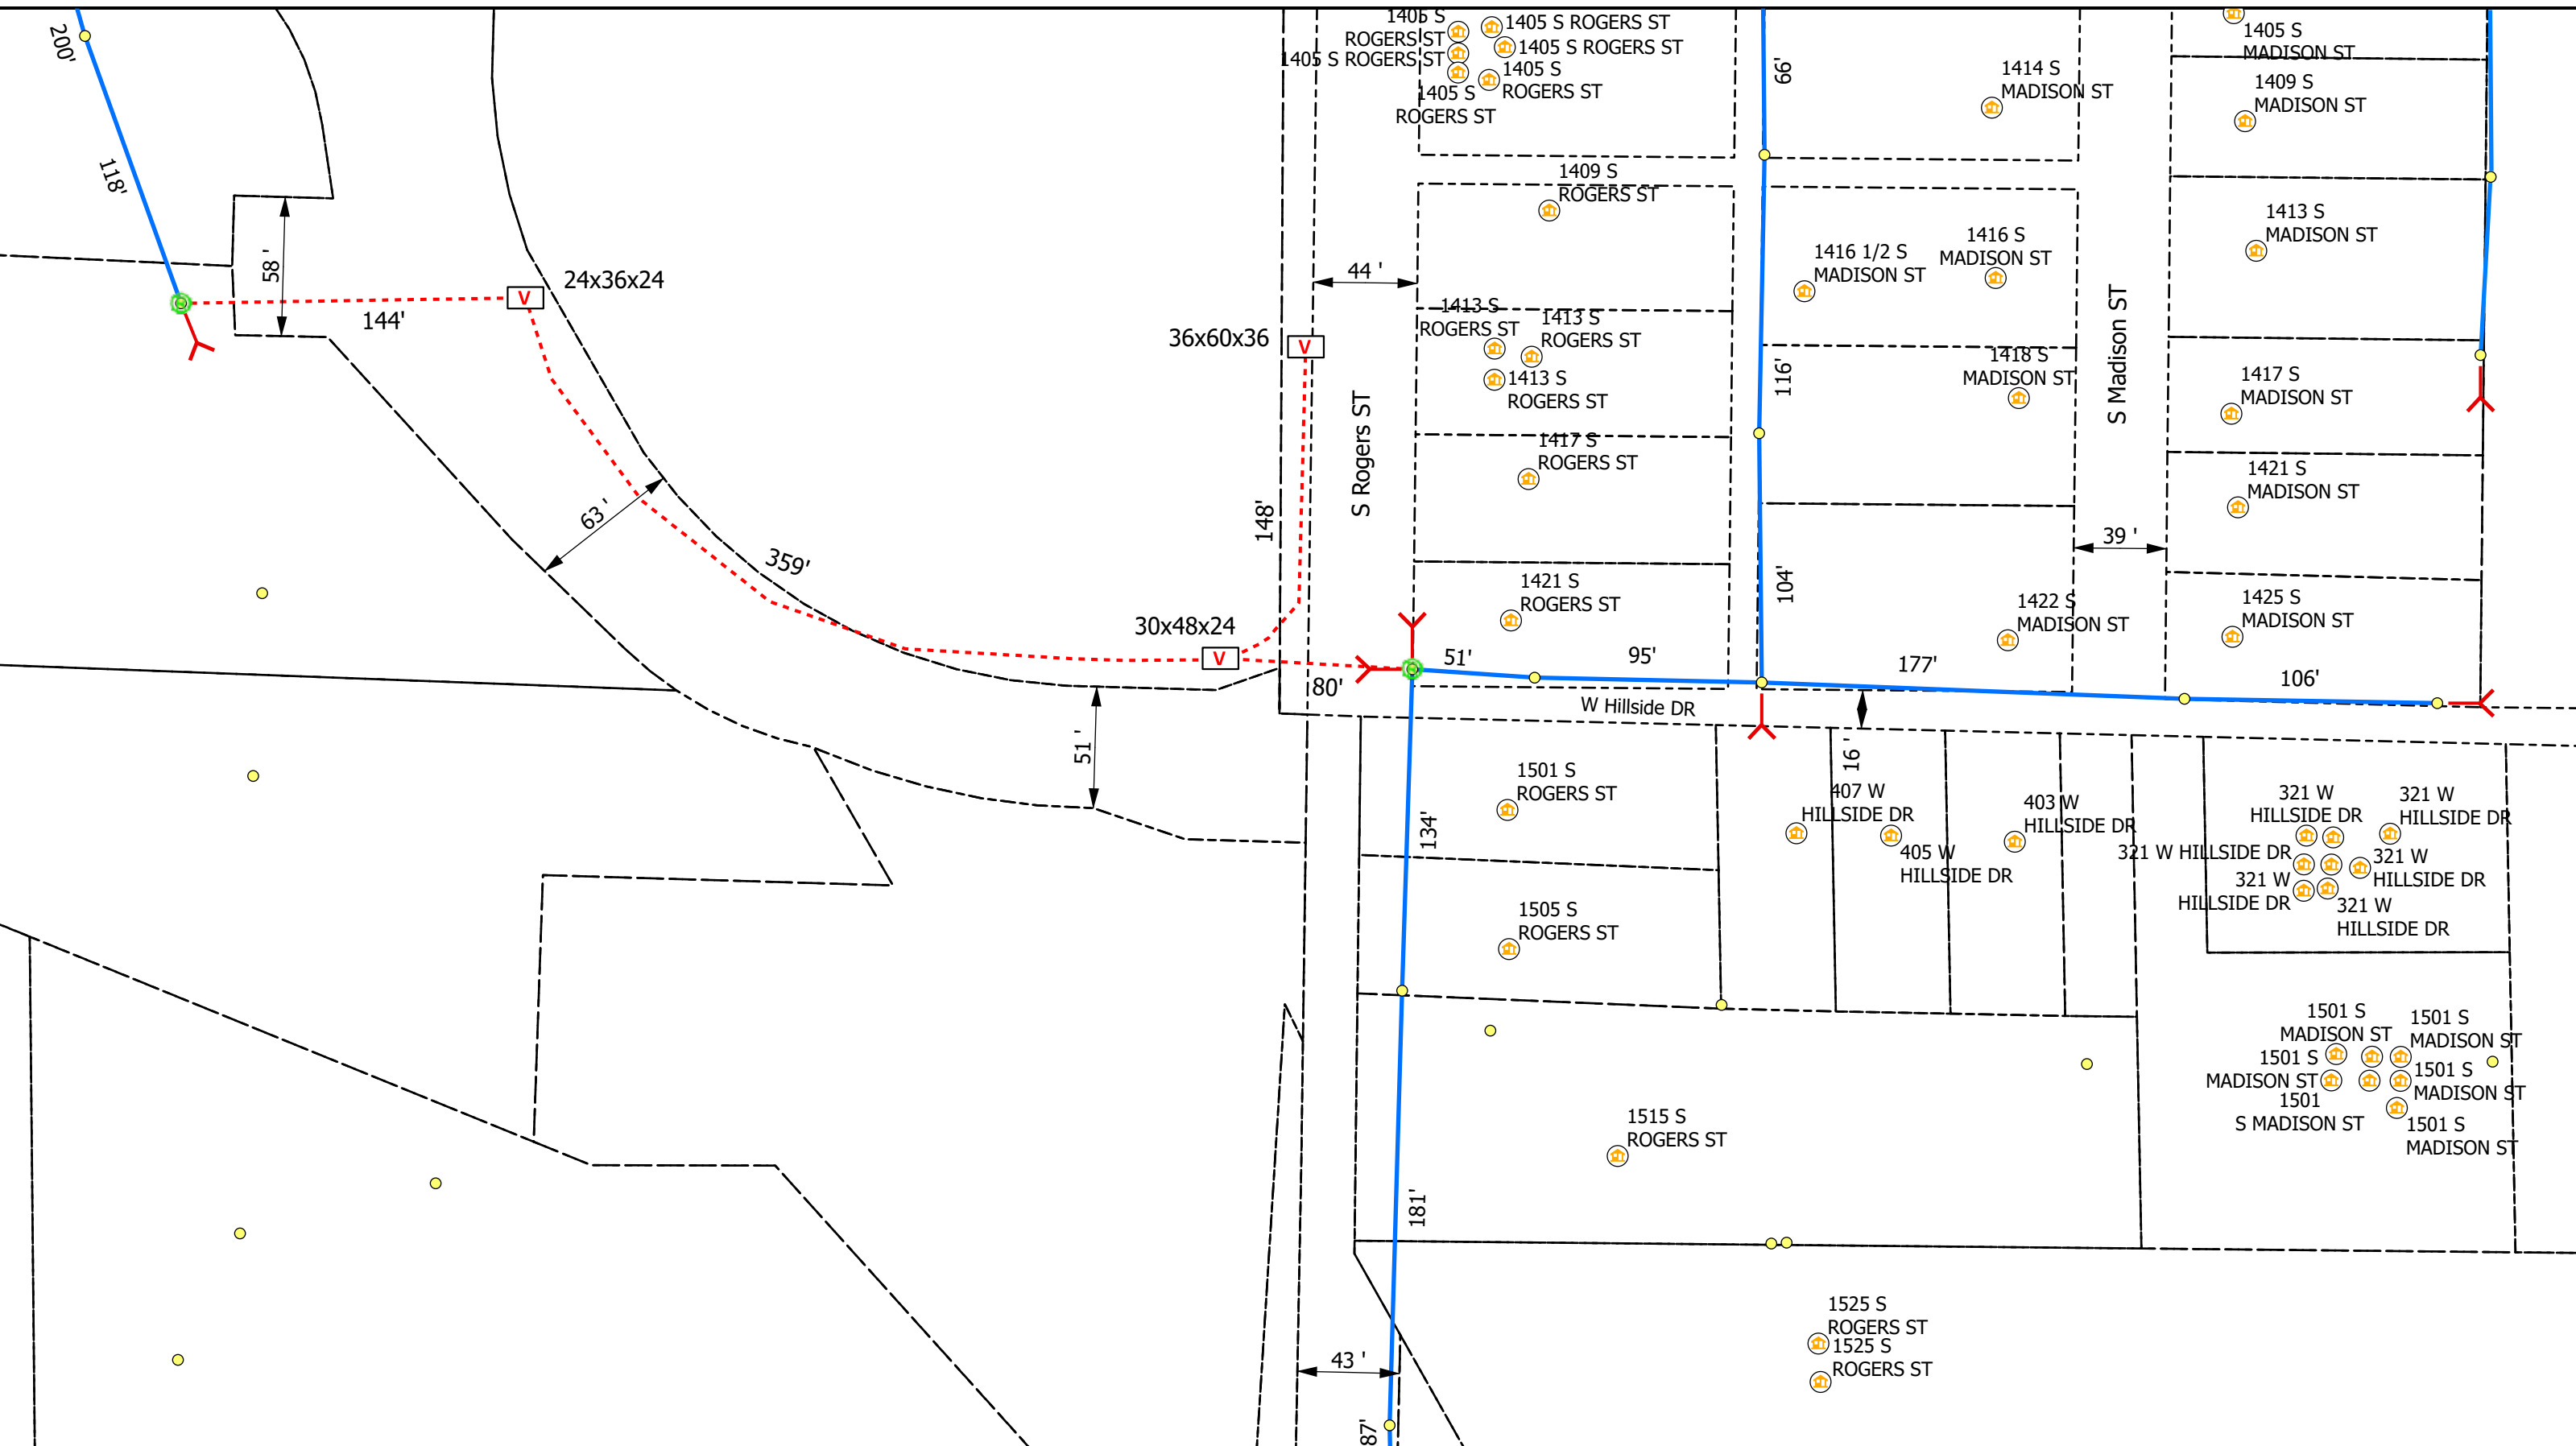 200'
118'
58 '
144'
V
24x36x24
63 '
359'
36x60x36
V
148'
30x48x24
V
80'
51 '
44 '
S Rogers ST
1405 S
ROGERS ST
1405 S ROGERS ST
1405 S ROGERS ST
1405 S ROGERS ST
1405 S
ROGERS ST
1405 S
ROGERS ST
1409 S
ROGERS ST
1413 S
ROGERS ST
1413 S
ROGERS ST
1413 S
ROGERS ST
1417 S
ROGERS ST
1421 S
ROGERS ST
66'
116'
104'
1414 S
MADISON ST
1416 1/2 S
MADISON ST
1416 S
MADISON ST
1418 S
MADISON ST
1422 S
MADISON ST
S Madison ST
39 '
1405 S
MADISON ST
1409 S
MADISON ST
1413 S
MADISON ST
1417 S
MADISON ST
1421 S
MADISON ST
1425 S
MADISON ST
51'
95'
177'
106'
W Hillside DR
16 '
134'
1501 S
ROGERS ST
1505 S
ROGERS ST
407 W
HILLSIDE DR
405 W
HILLSIDE DR
403 W
HILLSIDE DR
321 W
HILLSIDE DR
321 W
HILLSIDE DR
321 W HILLSIDE DR
321 W
HILLSIDE DR
321 W
HILLSIDE DR
321 W
HILLSIDE DR
1501 S
MADISON ST
1501 S
MADISON ST
1501 S
MADISON ST
1501 S
MADISON ST
1501
S MADISON ST
1501 S
MADISON ST
1515 S
ROGERS ST
181'
1525 S
ROGERS ST
1525 S
ROGERS ST
43 '
87'